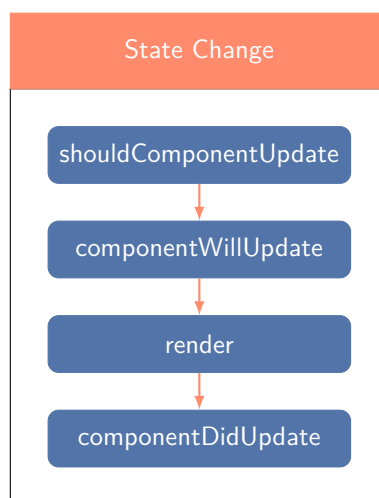 State Change
shouldComponentUpdate
componentWillUpdate
render
componentDidUpdate